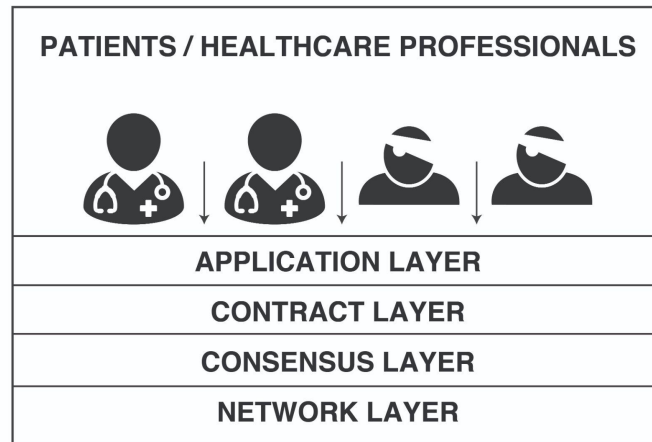 PATIENTS / HEALTHCARE PROFESSIONALS
APPLICATION LAYER
CONTRACT LAYER
CONSENSUS LAYER
NETWORK LAYER